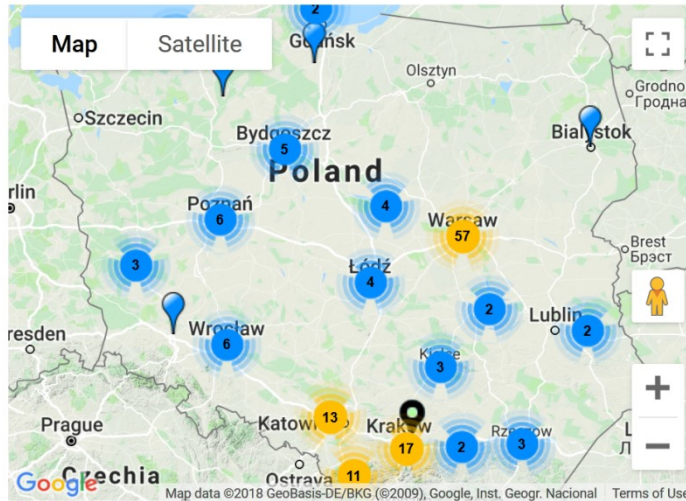 2
Map
Satellite
Gdańsk
Olsztyn
Grodno
Гродна
Szczecin
Bydgoszcz
Białystok
5
Poland
rlin
Poznań
6
4
Warsaw
57
Brest
Брэст
3
Łódź
4
2
Lublin
2
Wrocław
6
resden
Kielce
3
13
Katowice
Kraków
17
2
Rzeszów
3
Prague
11
Ostrava
Czechia
Google
Map data ©2018 GeoBasis-DE/BKG (©2009), Google, Inst. Geogr. Nacional
Terms of Us